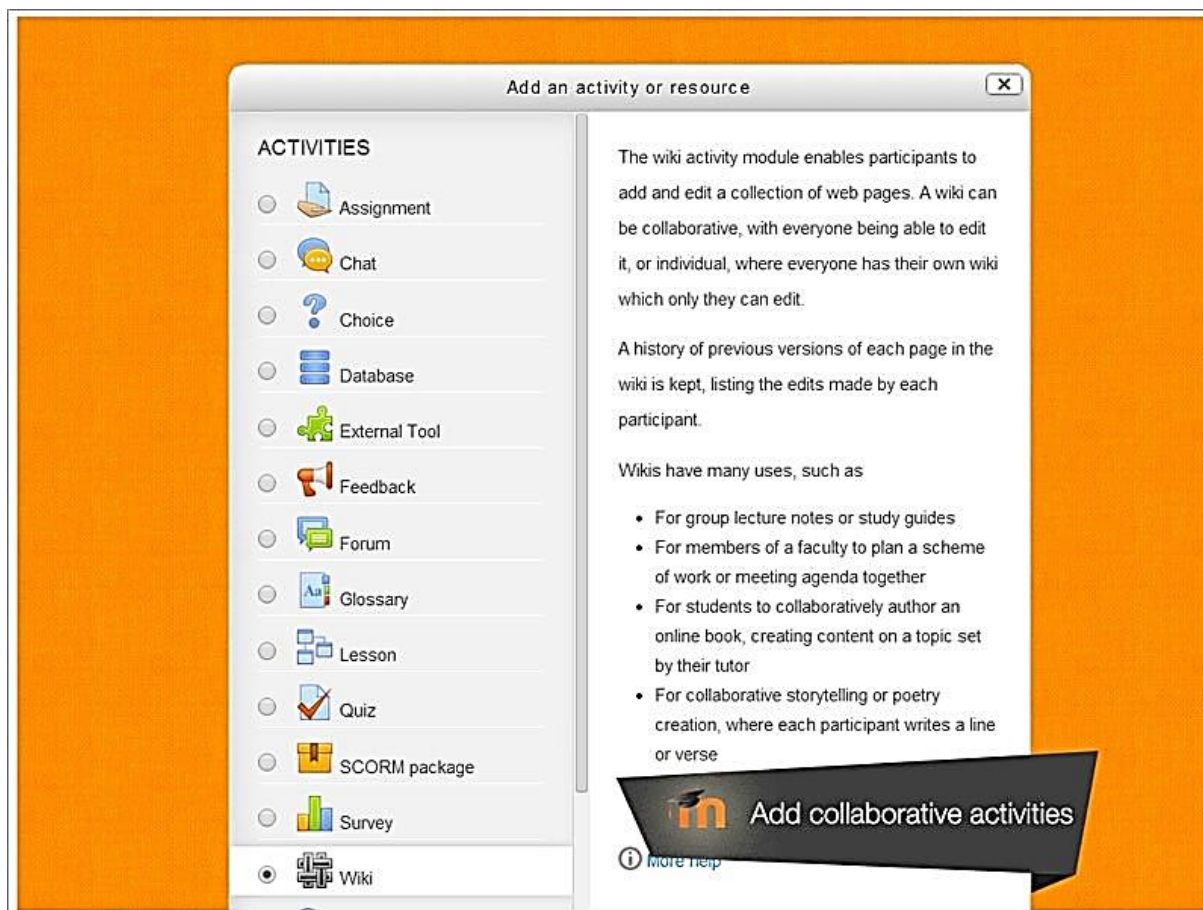 Add an activity or resource
ACTIVITIES
Assignment
Chat
Choice
Database
External Tool
Feedback
Forum
Glossary
Lesson
Quiz
SCORM package
Survey
Wiki
The wiki activity module enables participants to
add and edit a collection of web pages. A wiki can
be collaborative, with everyone being able to edit
it, or individual, where everyone has their own wiki
which only they can edit.
A history of previous versions of each page in the
wiki is kept, listing the edits made by each
participant.
Wikis have many uses, such as
• For group lecture notes or study guides
• For members of a faculty to plan a scheme
of work or meeting agenda together
• For students to collaboratively author an
online book, creating content on a topic set
by their tutor
• For collaborative storytelling or poetry
creation, where each participant writes a line
or verse
Add collaborative activities
More help